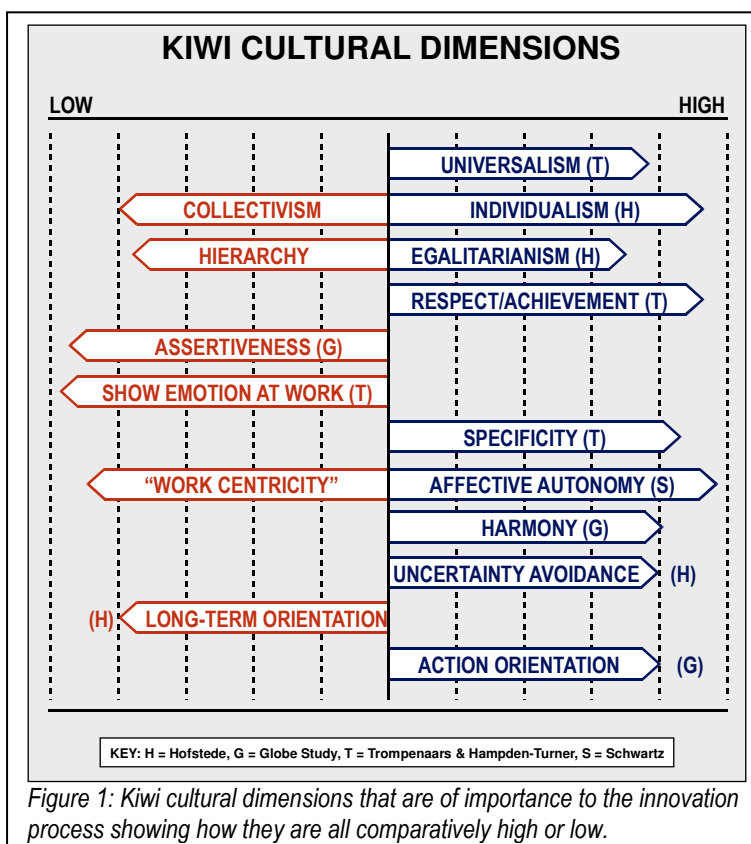 KIWI CULTURAL DIMENSIONS
LOW HIGH
UNIVERSALISM (T)
COLLECTIVISM INDIVIDUALISM (H)
HIERARCHY EGALITARIANISM (H)
RESPECT/ACHIEVEMENT (T)
ASSERTIVENESS (G)
SHOW EMOTION AT WORK (T)
SPECIFICITY (T)
“WORK CENTRICITY” AFFECTIVE AUTONOMY (S)
HARMONY (G)
UNCERTAINTY AVOIDANCE (H)
(H) LONG-TERM ORIENTATION
ACTION ORIENTATION (G)
KEY: H = Hofstede, G = Globe Study, T = Trompenaars & Hampden-Turner, S = Schwartz
Figure 1: Kiwi cultural dimensions that are of importance to the innovation
process showing how they are all comparatively high or low.